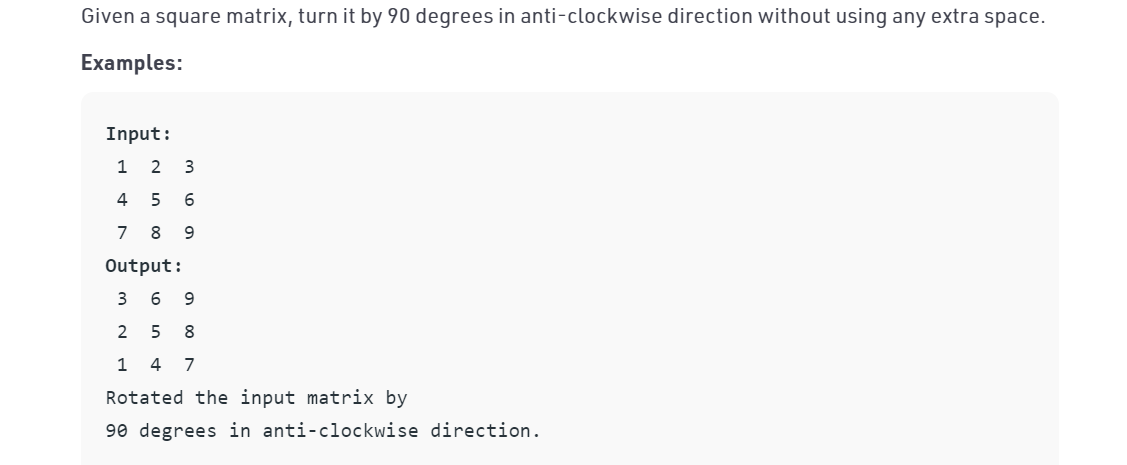 Given a square matrix, turn it by 90 degrees in anti-clockwise direction without using any extra space.
Examples:
Input:
1 2 3
4 5 6
7 8 9
Output:
3 6 9
2 5 8
1 4 7
Rotated the input matrix by
90 degrees in anti-clockwise direction.